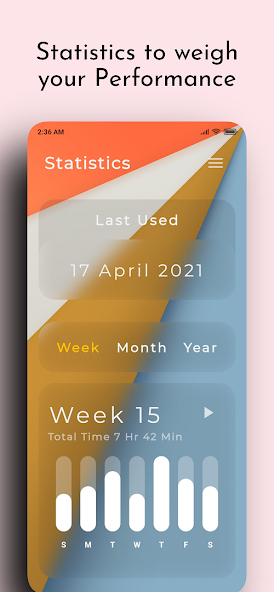 Statistics to weigh
your Performance
2:36 AM
Statistics
Last Used
17 April 2021
Week Month Year
Week 15
Total Time 7 Hr 42 Min
S M T W T F S